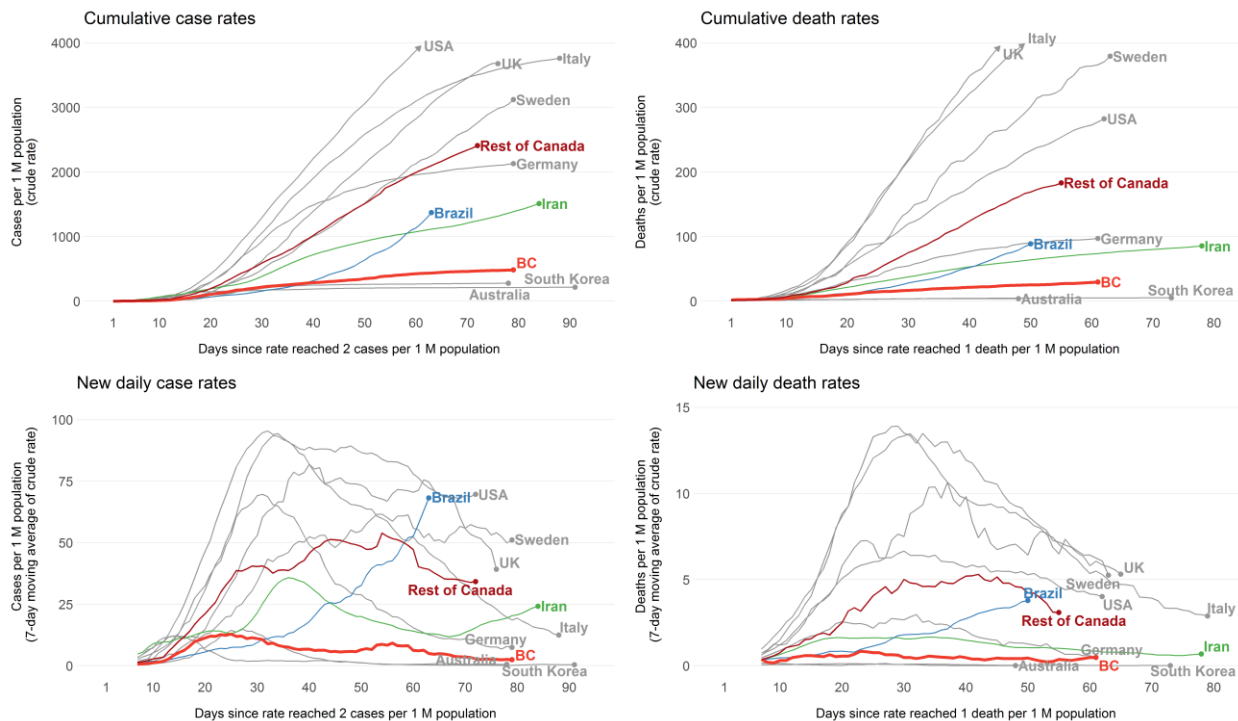 Cumulative case rates
Cases per 1 M population
(crude rate)
4000
3000
2000
1000
0
USA
UK
Italy
Sweden
Rest of Canada
Germany
Iran
Brazil
BC
South Korea
Australia
1 10 20 30 40 50 60 70 80 90
Days since rate reached 2 cases per 1 M population
Cumulative death rates
Deaths per 1 M population
(crude rate)
400
300
200
100
0
Italy
UK
Sweden
USA
Rest of Canada
Germany
Brazil
Iran
BC
South Korea
Australia
1 10 20 30 40 50 60 70 80
Days since rate reached 1 death per 1 M population
New daily case rates
Cases per 1 M population
(7-day moving average of crude rate)
100
75
50
25
0
Brazil
USA
Sweden
UK
Rest of Canada
Iran
Italy
Germany
BC
Australia
South Korea
1 10 20 30 40 50 60 70 80 90
Days since rate reached 2 cases per 1 M population
New daily death rates
Deaths per 1 M population
(7-day moving average of crude rate)
15
10
5
0
UK
Sweden
Brazil
USA
Italy
Rest of Canada
Iran
Germany
BC
Australia
South Korea
1 10 20 30 40 50 60 70 80
Days since rate reached 1 death per 1 M population